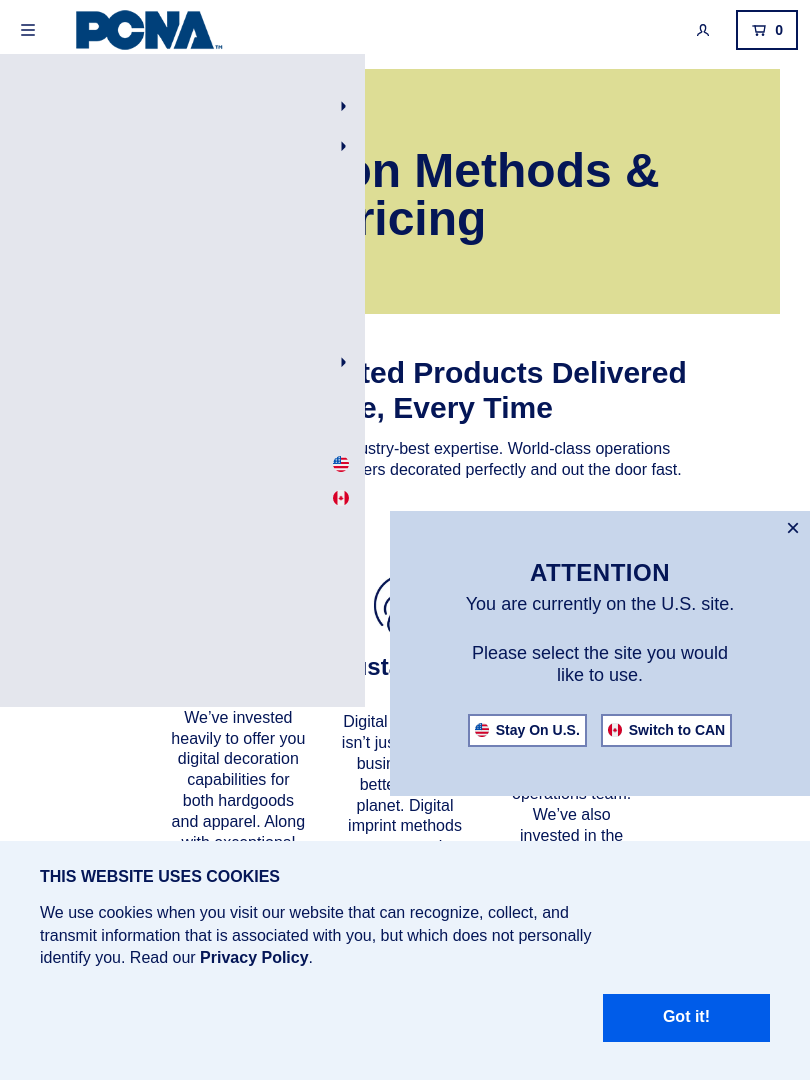 PCNA™
0
on Methods &
ricing
ted Products Delivered
e, Every Time
ustry-best expertise. World-class operations
ers decorated perfectly and out the door fast.
ATTENTION
You are currently on the U.S. site.
Please select the site you would
like to use.
Stay On U.S.
Switch to CAN
We’ve invested
heavily to offer you
digital decoration
capabilities for
both hardgoods
and apparel. Along
with exceptional
Digital
isn’t jus
busin
bette
planet. Digital
imprint methods
operations team.
We’ve also
invested in the
THIS WEBSITE USES COOKIES
We use cookies when you visit our website that can recognize, collect, and
transmit information that is associated with you, but which does not personally
identify you. Read our Privacy Policy.
Got it!